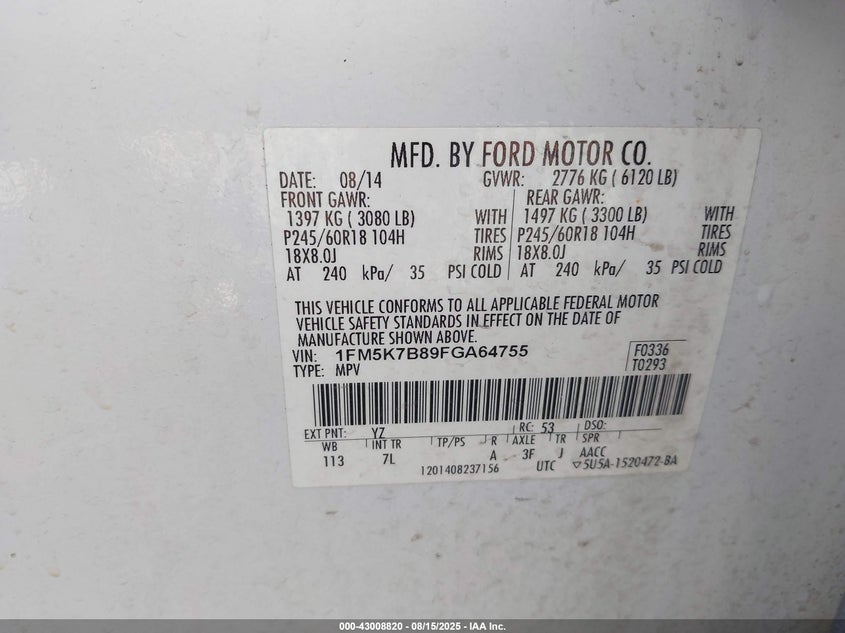 MFD. BY FORD MOTOR CO.
DATE: 08/14 GVWR: 2776 KG ( 6120 LB)
FRONT GAWR: REAR GAWR:
1397 KG ( 3080 LB) WITH 1497 KG ( 3300 LB) WITH
P245/60R18 104H TIRES P245/60R18 104H TIRES
18X8.0J RIMS 18X8.0J RIMS
AT 240 kPa/ 35 PSI COLD AT 240 kPa/ 35 PSI COLD
THIS VEHICLE CONFORMS TO ALL APPLICABLE FEDERAL MOTOR
VEHICLE SAFETY STANDARDS IN EFFECT ON THE DATE OF
MANUFACTURE SHOWN ABOVE.
VIN: 1FM5K7B89FGA64755 F0336
TYPE: MPV T0293
EXT PNT: YZ RC: 53 DSO:
WB INT TR TP/PS R AXLE TR SPR
113 7L A 3F J AACC
1201408237156 UTC ▽5U5A-1520472-BA
000-43008820 - 08/15/2025 - IAA Inc.